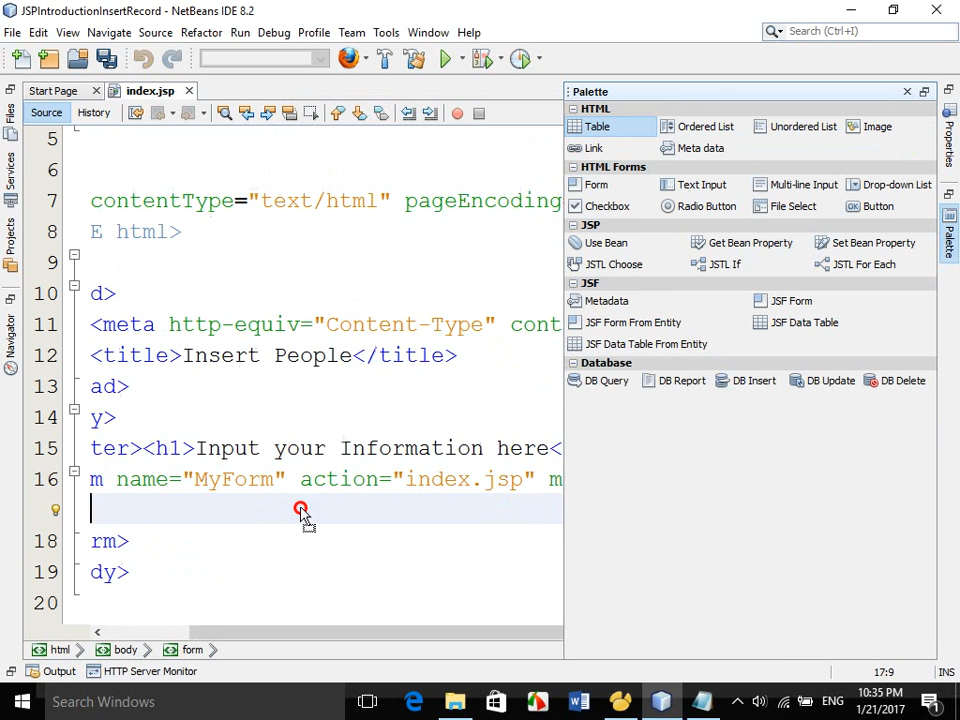 JSPIntroductionInsertRecord - NetBeans IDE 8.2
File Edit View Navigate Source Refactor Run Debug Profile Team Tools Window Help
Search (Ctrl+I)
Start Page
index.jsp
Palette
Source
History
HTML
Table
Ordered List
Unordered List
Image
Link
Meta data
HTML Forms
Form
Text Input
Multi-line Input
Drop-down List
Checkbox
Radio Button
File Select
Button
JSP
Use Bean
Get Bean Property
Set Bean Property
JSTL Choose
JSTL If
JSTL For Each
JSF
Metadata
JSF Form
JSF Form From Entity
JSF Data Table
JSF Data Table From Entity
Database
DB Query
DB Report
DB Insert
DB Update
DB Delete
Files
Services
Projects
Navigator
Properties
Palette
5
6
7 contentType="text/html" pageEncoding
8 E html>
9
10 d>
11 <meta http-equiv="Content-Type" cont
12 <title>Insert People</title>
13 ad>
14 y>
15 ter><h1>Input your Information here<
16 m name="MyForm" action="index.jsp" m
18 rm>
19 dy>
20
html
body
form
Output
HTTP Server Monitor
17:9
INS
Search Windows
ENG
10:35 PM
1/21/2017
1